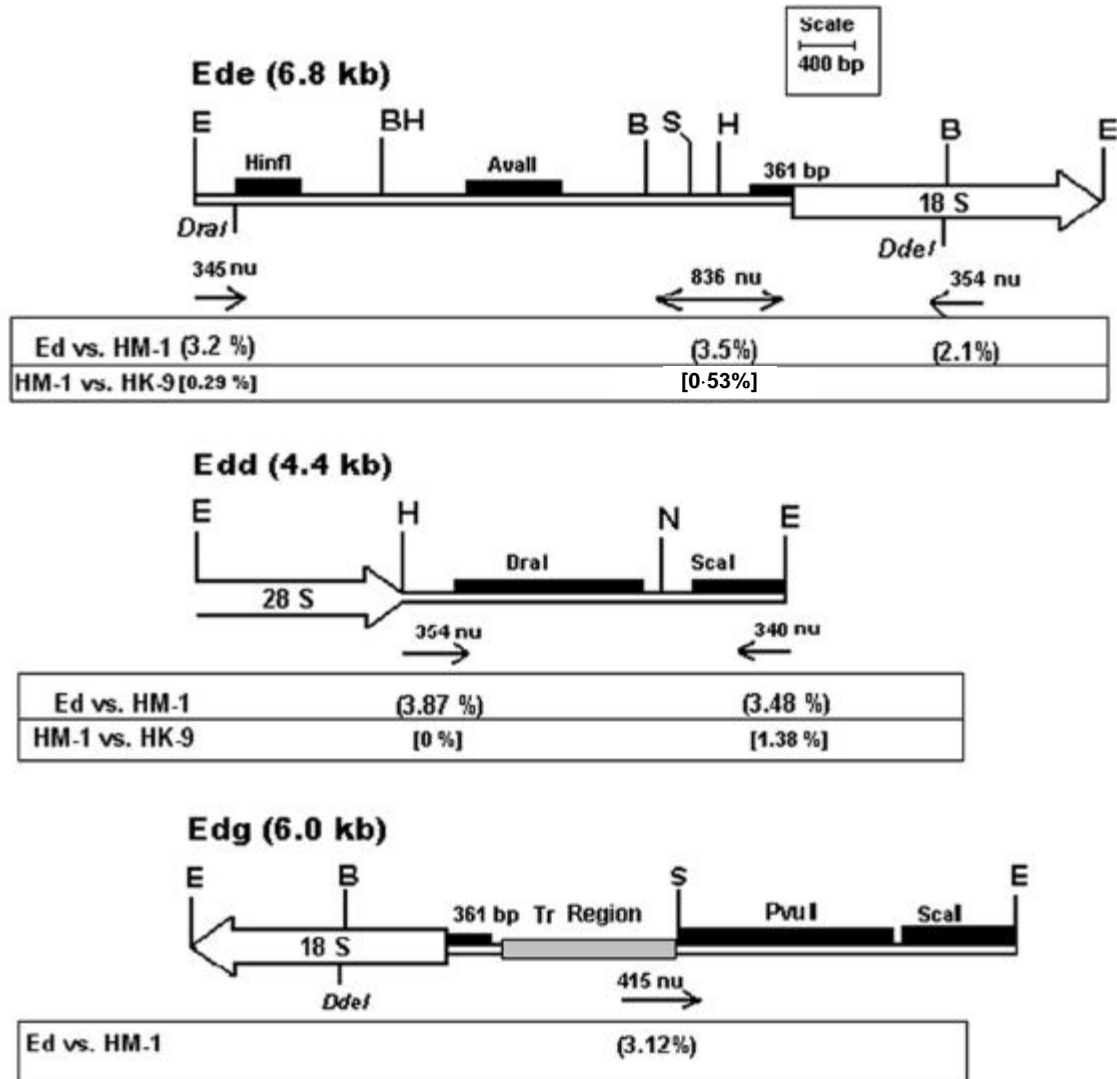 Scale
400 bp
Ede (6.8 kb)
E BH B S H B E
HinfI AvaII 361 bp
18 S
DraI DdeI
345 nu 836 nu 354 nu
Ed vs. HM-1 (3.2 %) (3.5%) (2.1%)
HM-1 vs. HK-9 [0.29 %] [0·53%]
Edd (4.4 kb)
E H N E
DraI ScaI
28 S
354 nu 340 nu
Ed vs. HM-1 (3.87 %) (3.48 %)
HM-1 vs. HK-9 [0 %] [1.38 %]
Edg (6.0 kb)
E B S E
361 bp Tr Region Pvu I ScaI
18 S
DdeI
415 nu
Ed vs. HM-1 (3.12%)